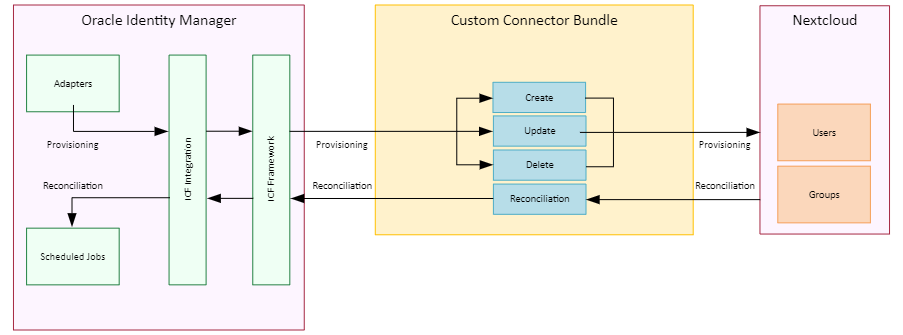 Oracle Identity Manager
Custom Connector Bundle
Nextcloud
Adapters
Provisioning
Reconciliation
Scheduled Jobs
ICF Integration
ICF Framework
Provisioning
Reconciliation
Create
Update
Delete
Reconciliation
Provisioning
Reconciliation
Users
Groups